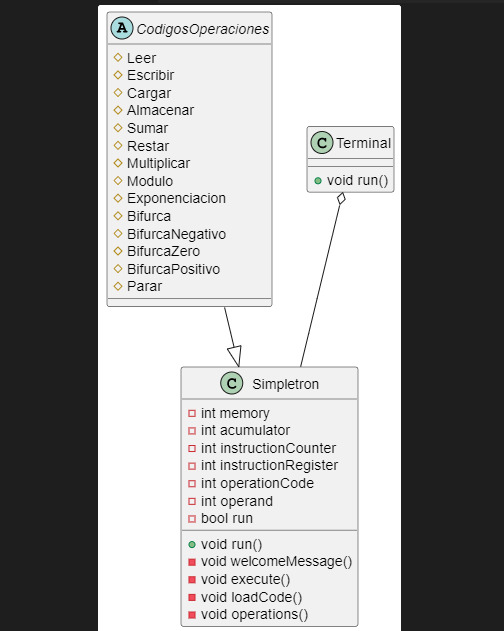 A CodigosOperaciones
Leer
Escribir
Cargar
Almacenar
Sumar
Restar
Multiplicar
Modulo
Exponenciacion
Bifurca
BifurcaNegativo
BifurcaZero
BifurcaPositivo
Parar
C Terminal
void run()
C Simpletron
int memory
int acumulator
int instructionCounter
int instructionRegister
int operationCode
int operand
bool run
void run()
void welcomeMessage()
void execute()
void loadCode()
void operations()